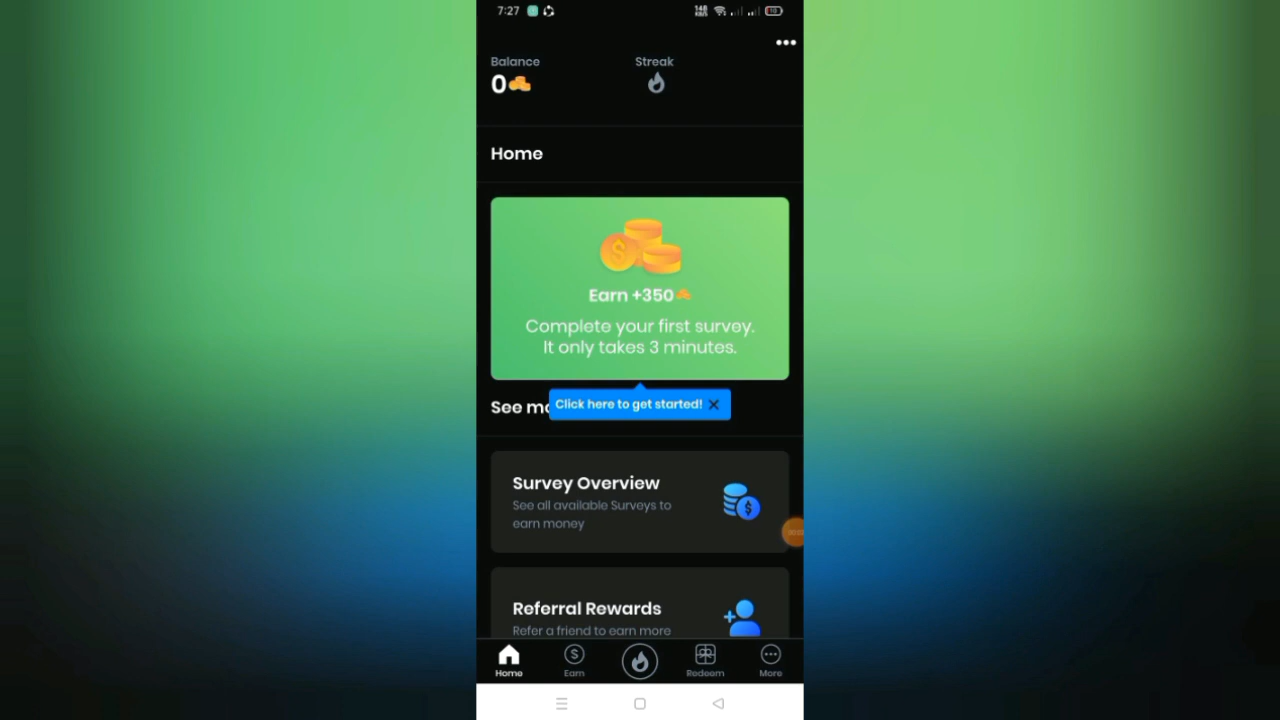 7:27
Balance
Streak
0
Home
Earn +350
Complete your first survey.
It only takes 3 minutes.
Click here to get started!
Survey Overview
See all available Surveys to
earn money
Referral Rewards
Refer a friend to earn more
Home Earn Redeem More